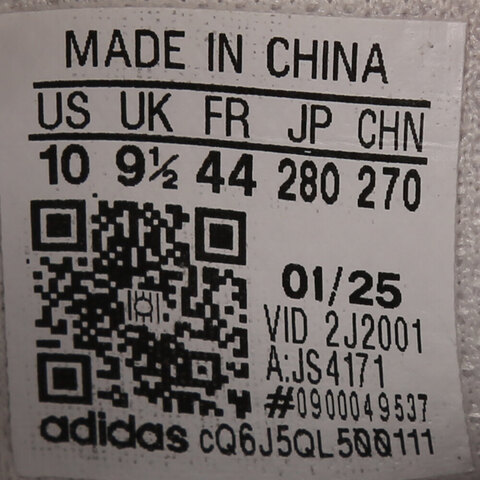 MADE IN CHINA
US UK FR JP CHN
10 9½ 44 280 270
01/25
VID 2J2001
A:JS4171
#0900049537
adidas cQ6J5QL500111